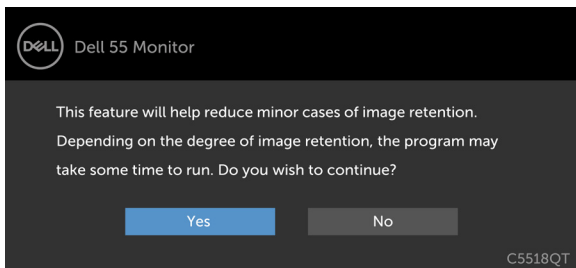 DELL
Dell 55 Monitor
This feature will help reduce minor cases of image retention.
Depending on the degree of image retention, the program may
take some time to run. Do you wish to continue?
Yes
No
C5518QT